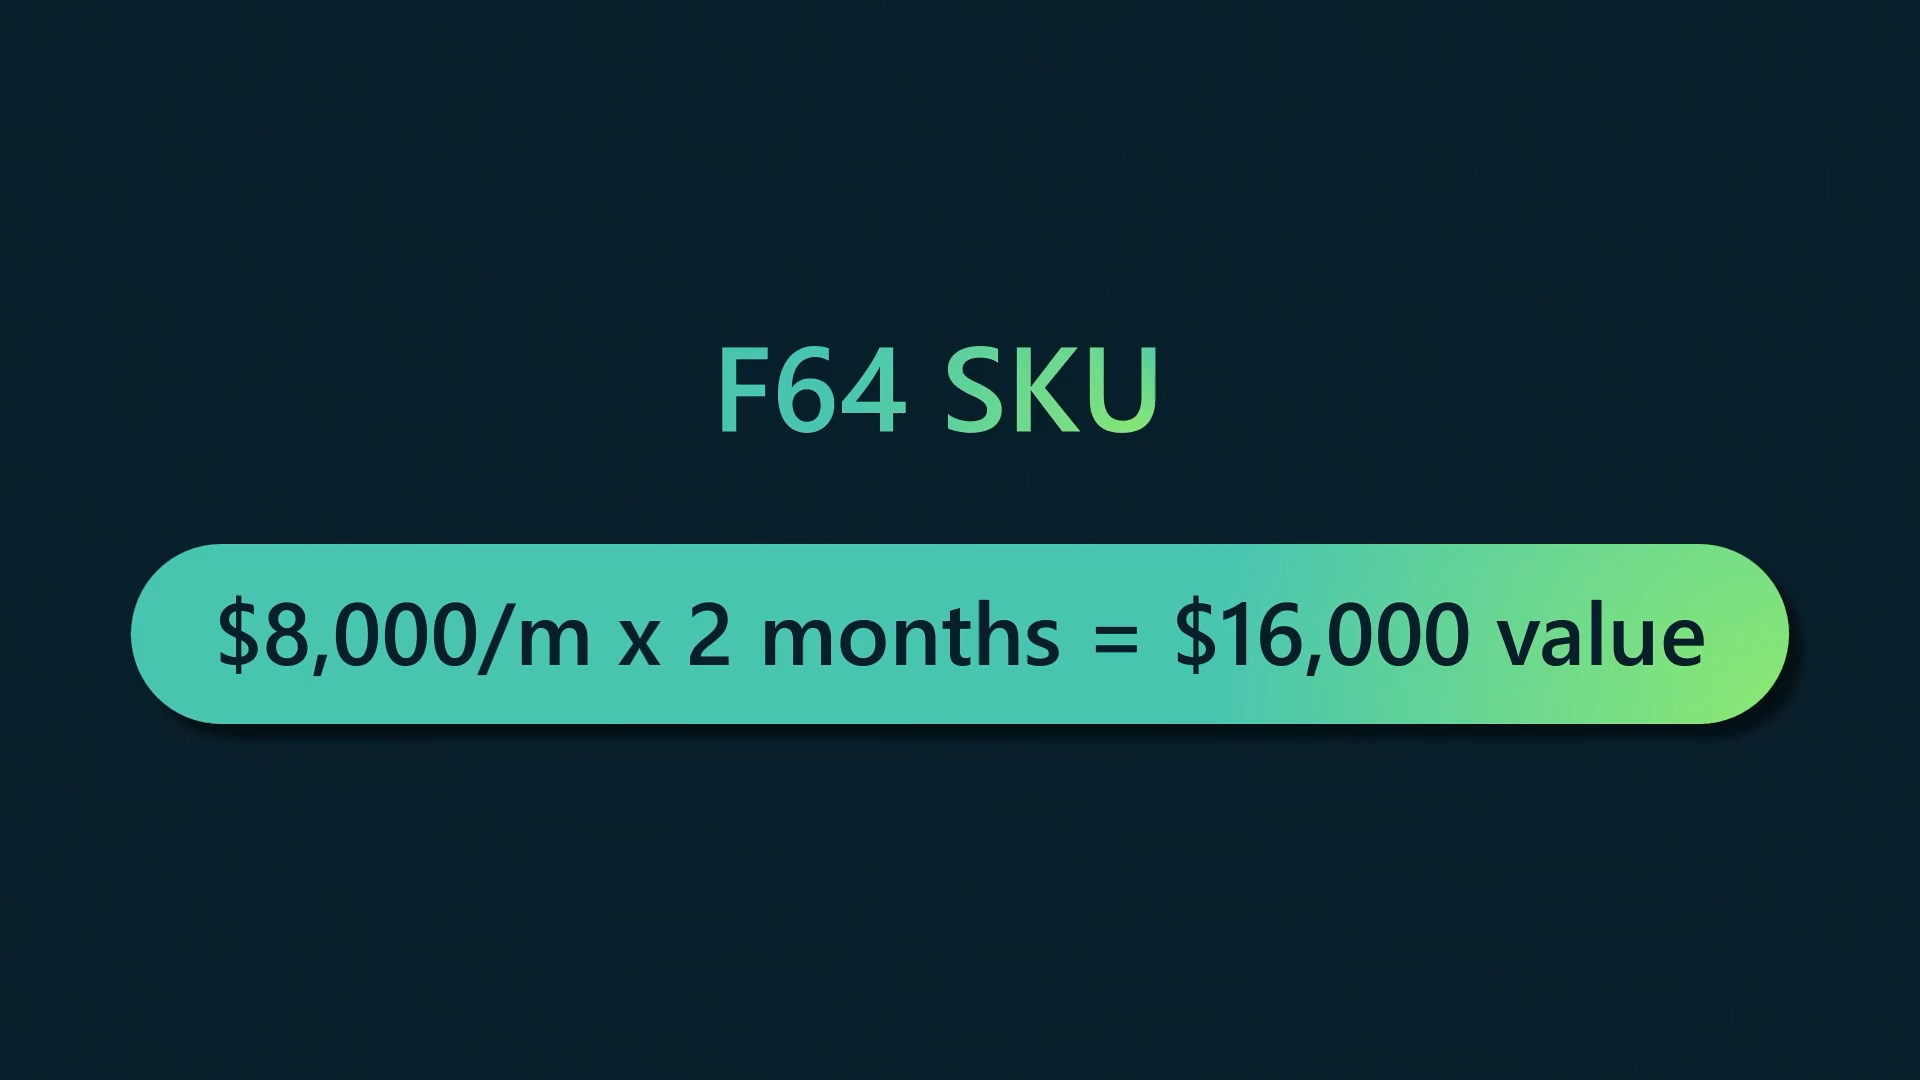 F64 SKU
$8,000/m x 2 months = $16,000 value